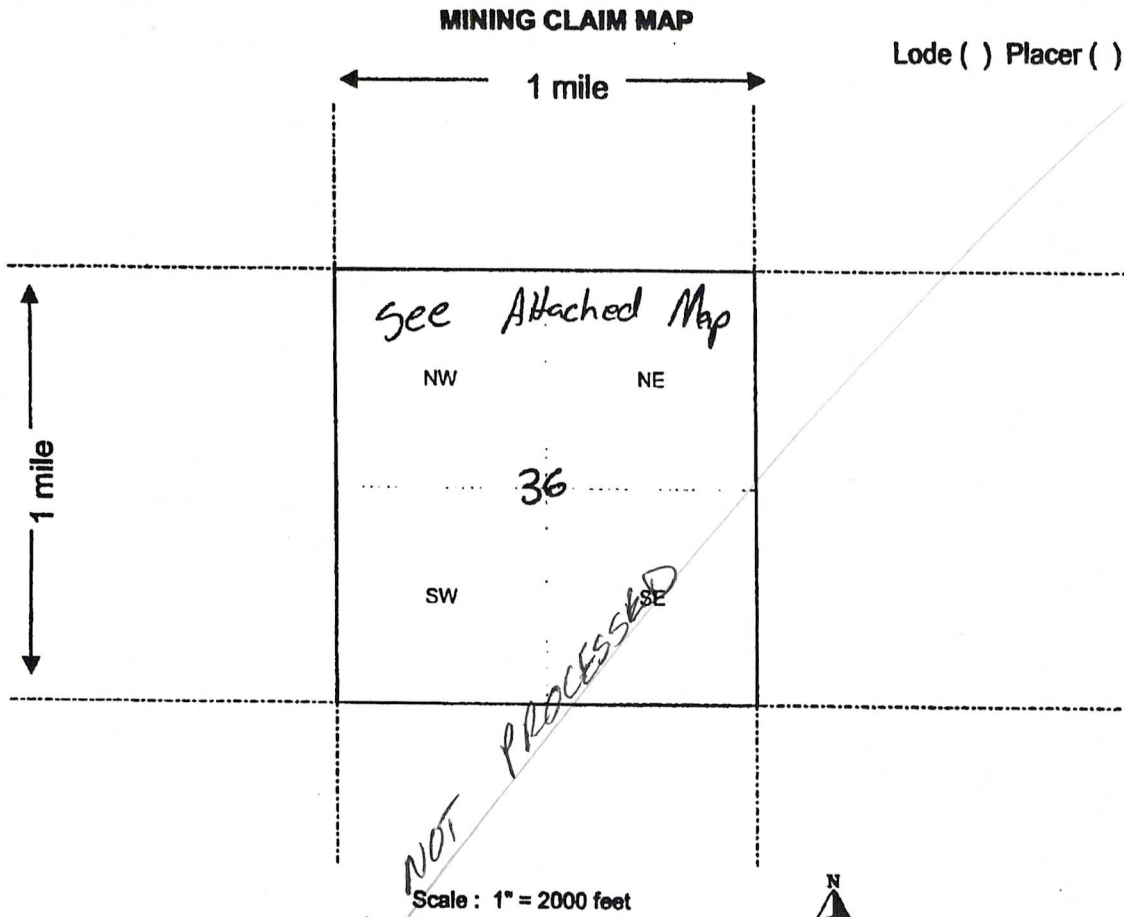 MINING CLAIM MAP
Lode ( ) Placer ( )
1 mile
See Attached Map
NW NE
1 mile
36
SW SE
NOT PROCESSED
Scale : 1" = 2000 feet
N